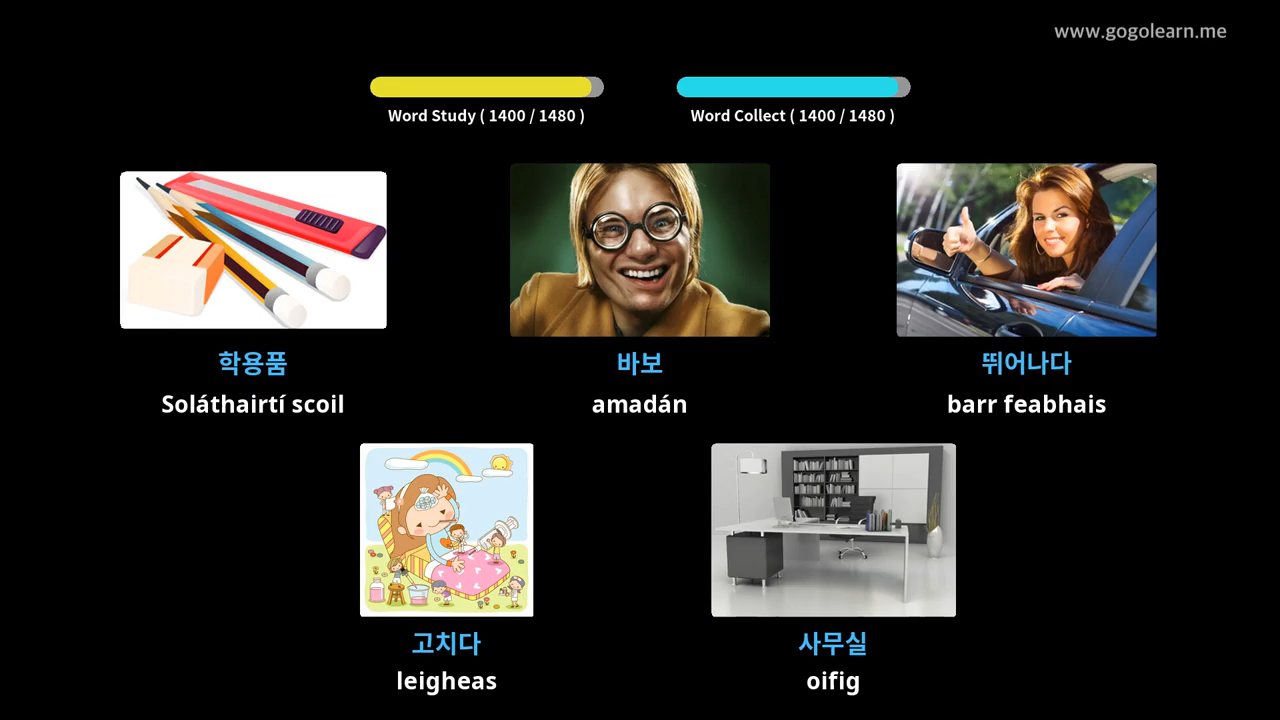 www.gogolearn.me
Word Study ( 1400 / 1480 )
Word Collect ( 1400 / 1480 )
학용품
바보
뛰어나다
Soláthairtí scoil
amadán
barr feabhais
고치다
사무실
leigheas
oifig